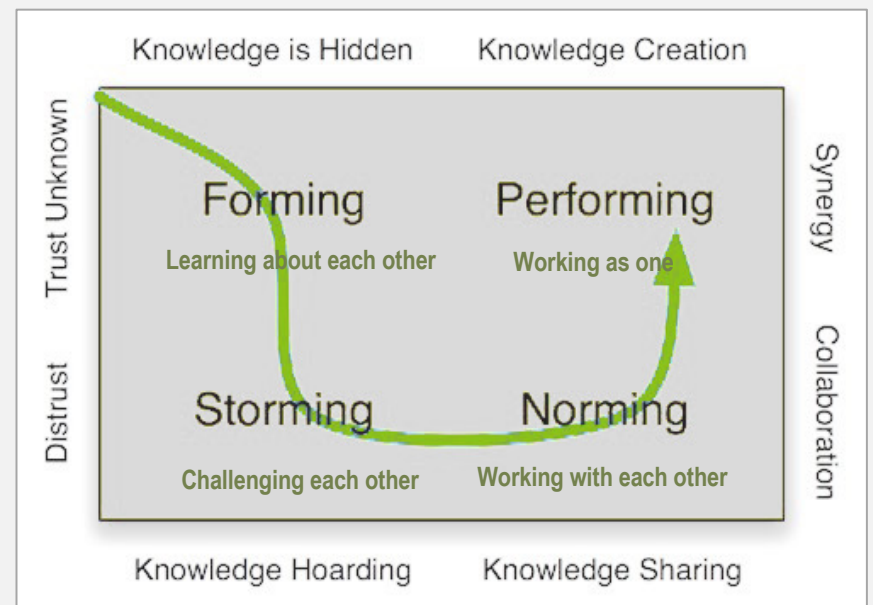 Knowledge is Hidden
Knowledge Creation
Trust Unknown
Synergy
Forming
Performing
Learning about each other
Working as one
Distrust
Collaboration
Storming
Norming
Challenging each other
Working with each other
Knowledge Hoarding
Knowledge Sharing